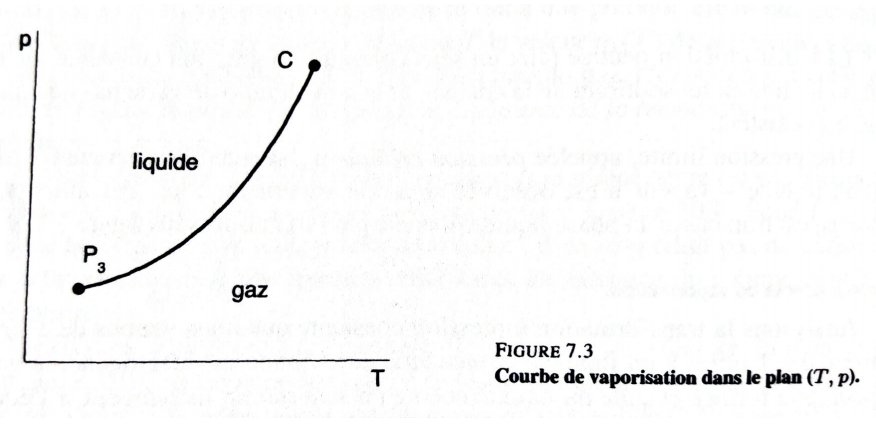 p
C
liquide
P₃
gaz
T
FIGURE 7.3
Courbe de vaporisation dans le plan (T, p).